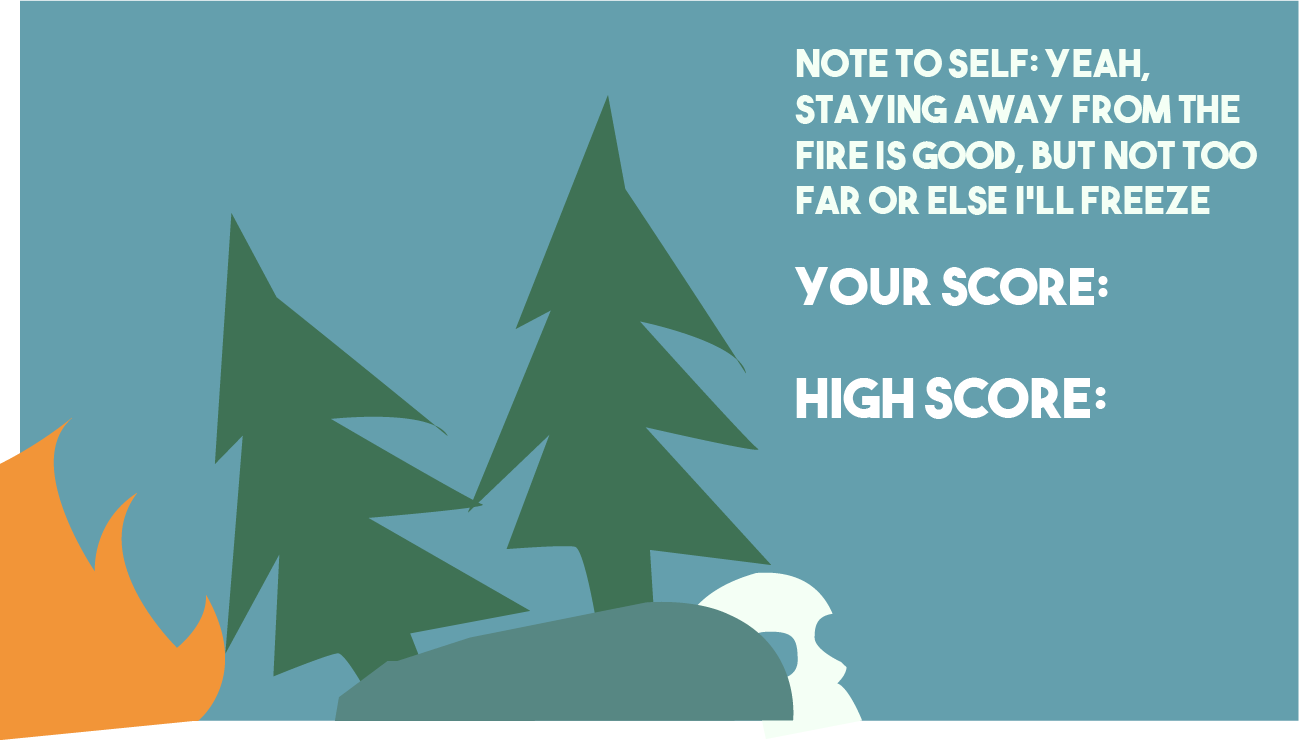 NOTE TO SELF: YEAH,
STAYING AWAY FROM THE
FIRE IS GOOD, BUT NOT TOO
FAR OR ELSE I'LL FREEZE
YOUR SCORE:
HIGH SCORE: